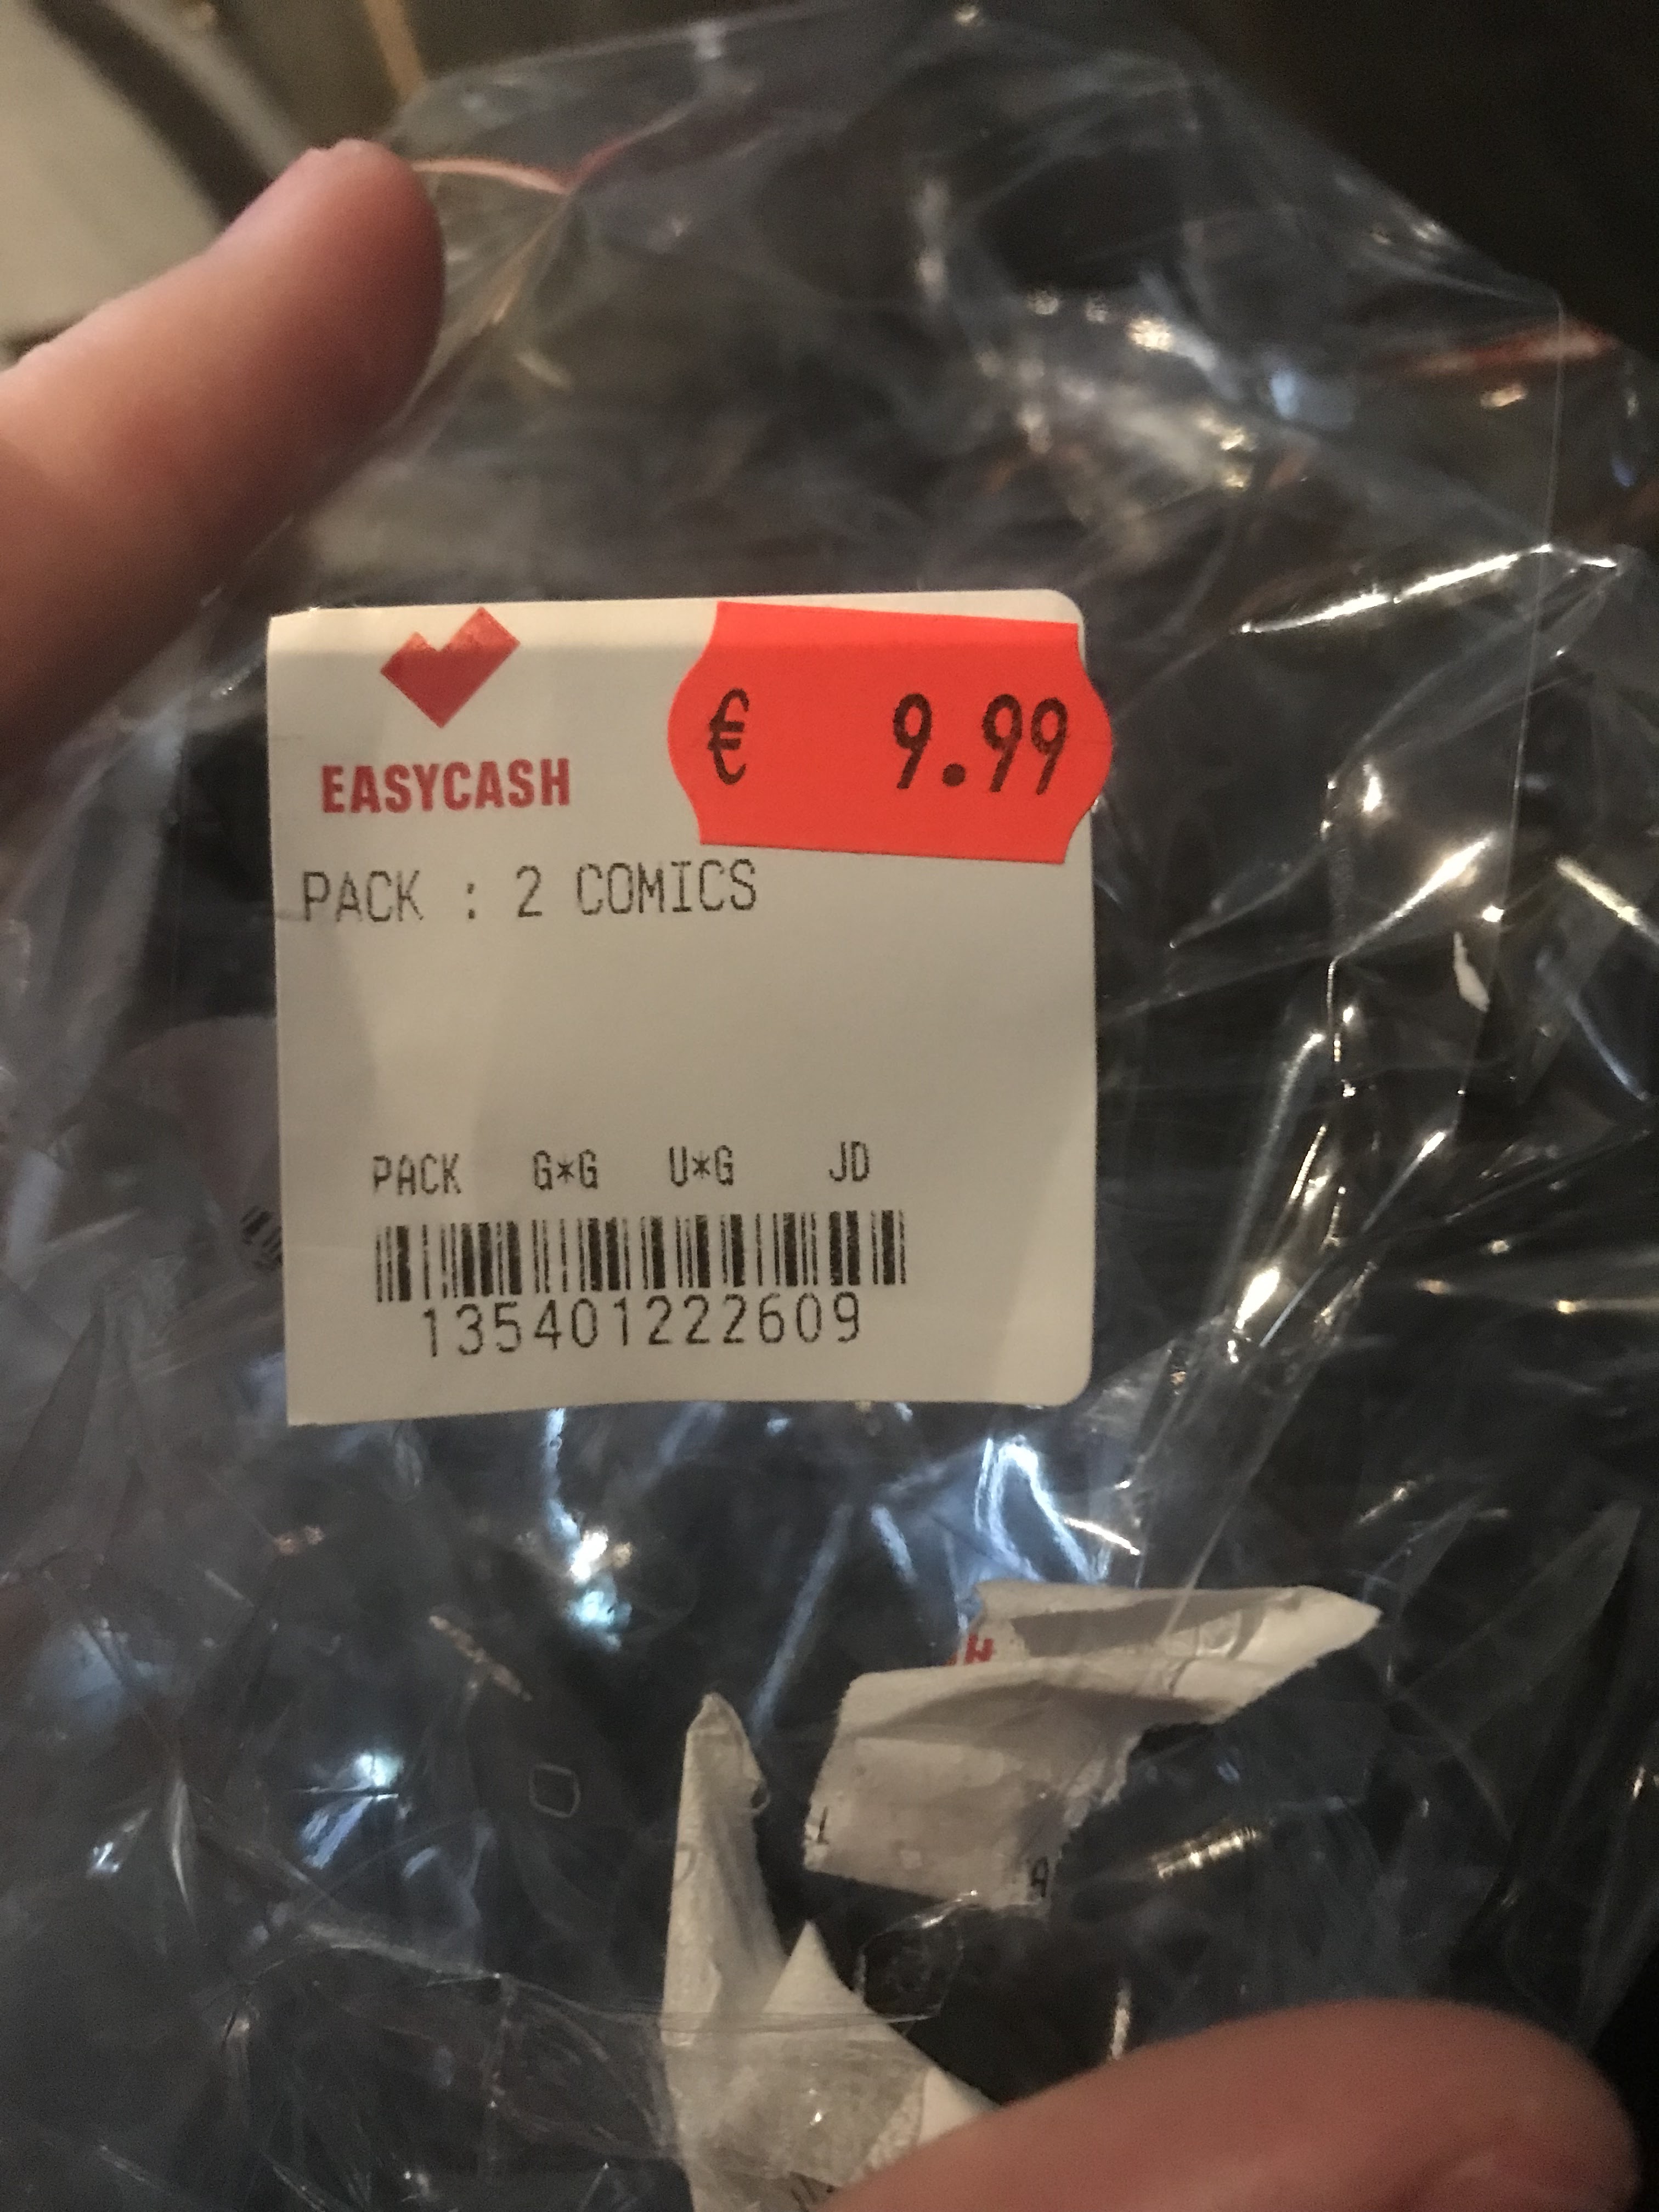 EASYCASH
€ 9.99
PACK : 2 COMICS
PACK G*G U*G JD
135401222609
H
A